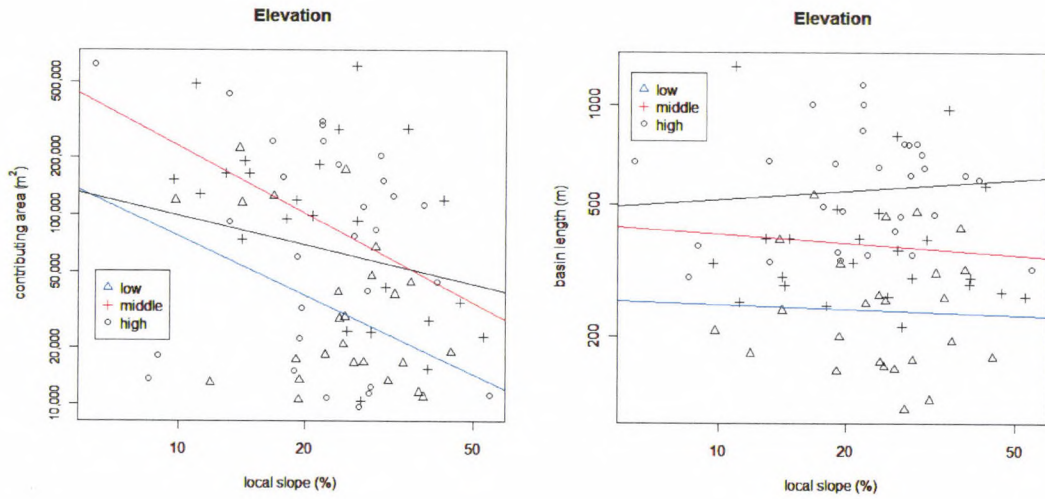 Elevation
500,000
200,000
100,000
50,000
20,000
10,000
contributing area (m²)
low
middle
high
10
20
50
local slope (%)
Elevation
1000
500
200
basin length (m)
low
middle
high
10
20
50
local slope (%)